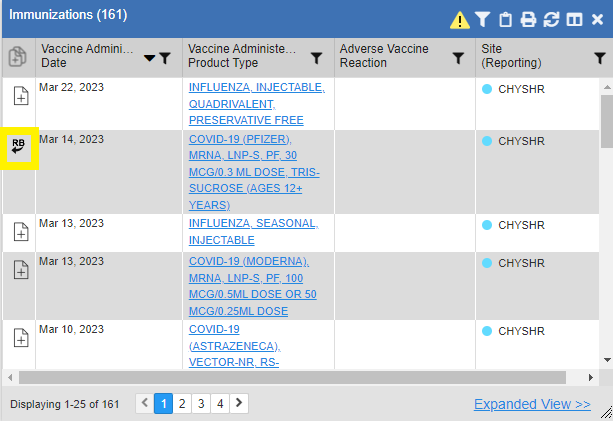 Immunizations (161)
Vaccine Admini...
Date
Vaccine Administe...
Product Type
Adverse Vaccine
Reaction
Site
(Reporting)
Mar 22, 2023
INFLUENZA, INJECTABLE,
QUADRIVALENT,
PRESERVATIVE FREE
CHYSHR
RB
Mar 14, 2023
COVID-19 (PFIZER),
MRNA, LNP-S, PF, 30
MCG/0.3 ML DOSE, TRIS-
SUCROSE (AGES 12+
YEARS)
CHYSHR
Mar 13, 2023
INFLUENZA, SEASONAL,
INJECTABLE
CHYSHR
Mar 13, 2023
COVID-19 (MODERNA),
MRNA, LNP-S, PF, 100
MCG/0.5ML DOSE OR 50
MCG/0.25ML DOSE
CHYSHR
Mar 10, 2023
COVID-19
(ASTRAZENECA),
VECTOR-NR, RS-
CHYSHR
Displaying 1-25 of 161
1 2 3 4
Expanded View >>